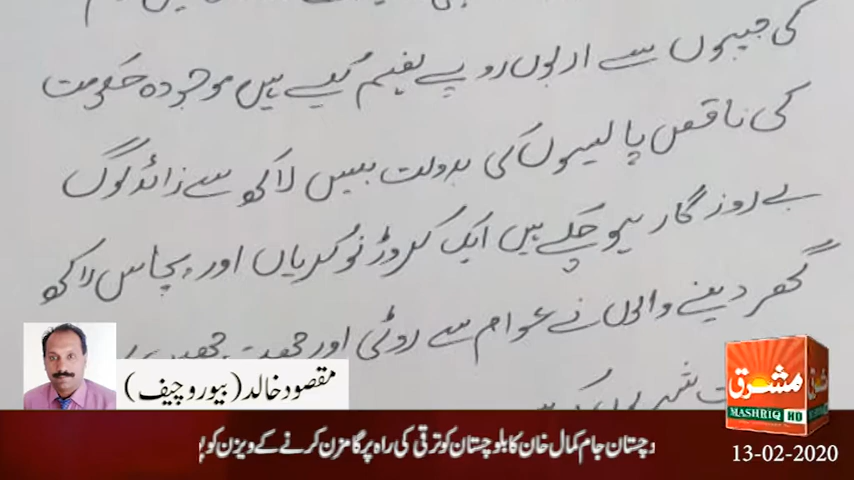 کی جیبوں سے اربوں روپے ہضم کیے ہیں موجودہ حکومت
کی ناقص پالیسوں کی بدولت بیس لاکھ سے زائد لوگ
بے روزگار ہو چکے ہیں ایک کروڑ نوکریاں اور پچاس لاکھ
گھر دینے والوں نے عوام سے روٹی اور چھت
مقصود خالد (بیورو چیف)
مشرق
MASHRIQ HD
13-02-2020
وچستان جام کمال خان کا بلوچستان کو ترقی کی راہ پر گامزن کرنے کے ویژن کو